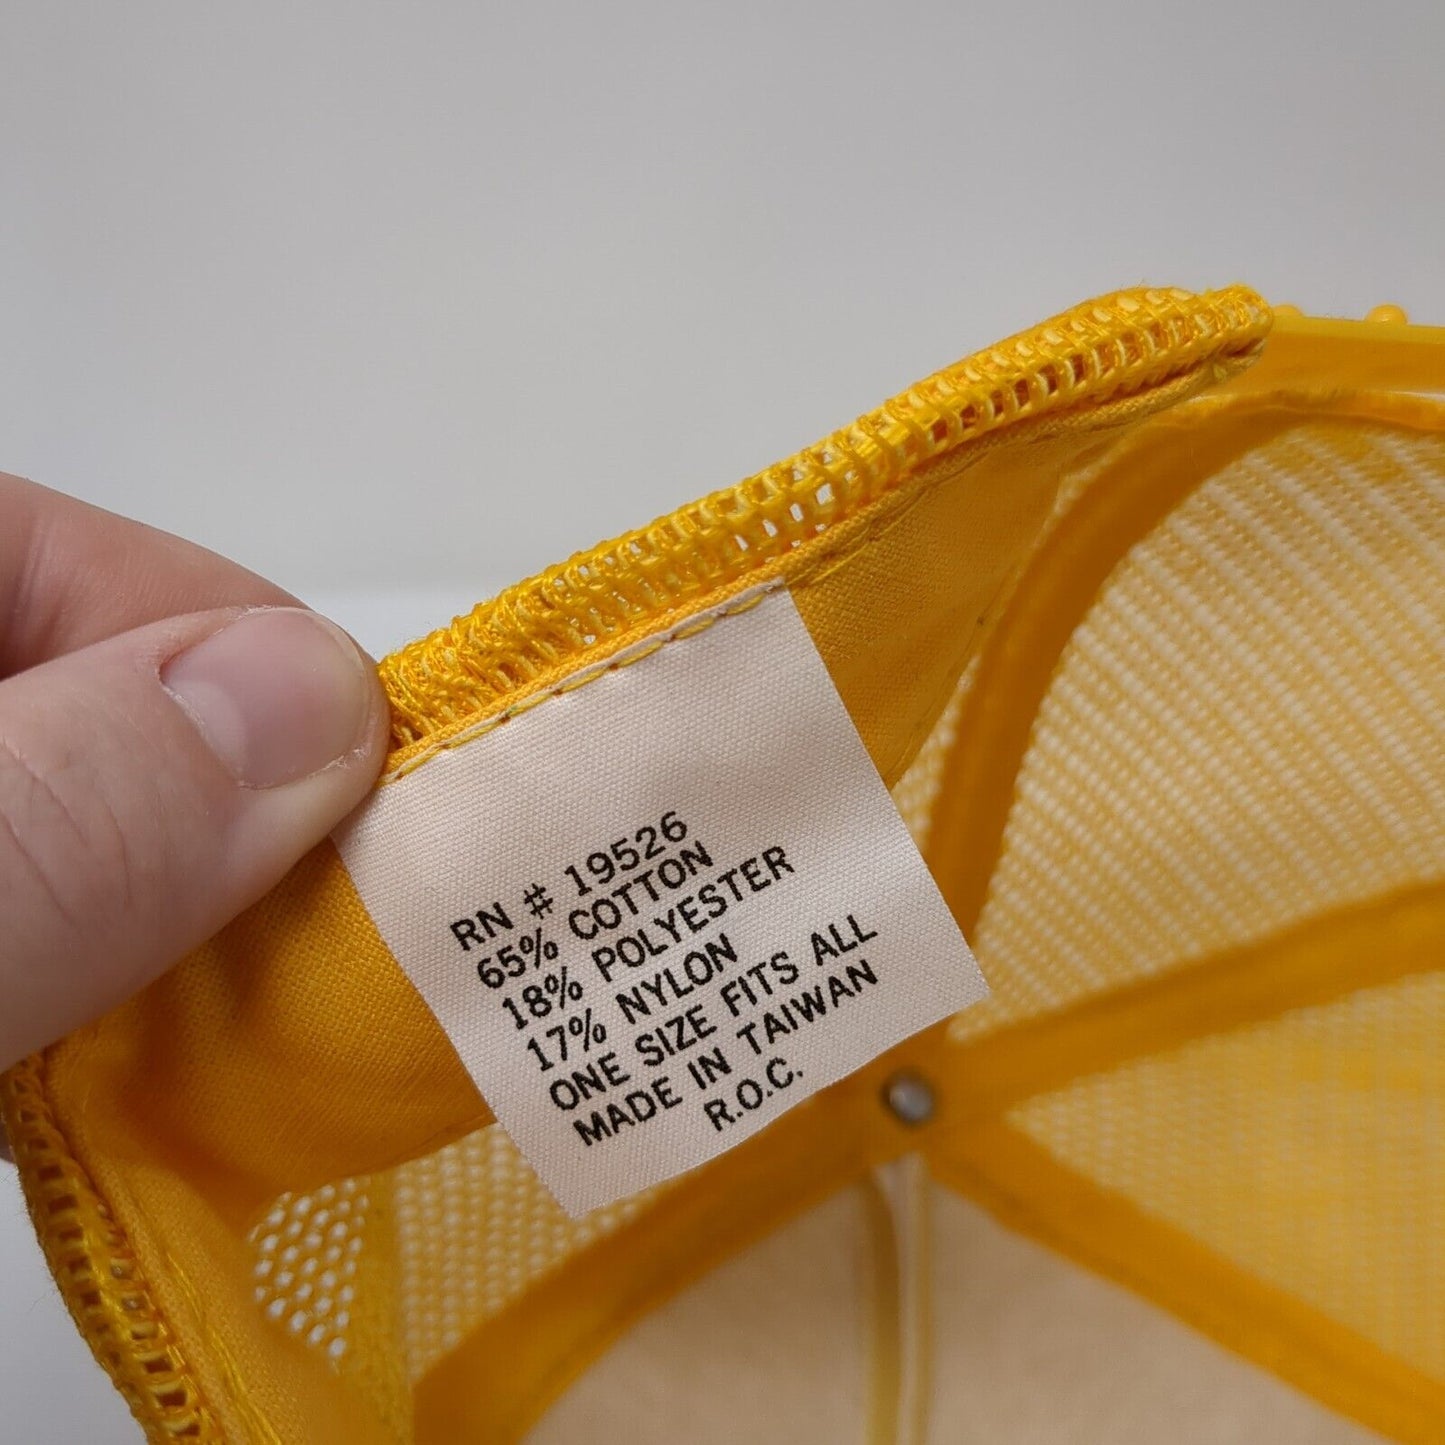 RN # 19526
65% COTTON
18% POLYESTER
17% NYLON
ONE SIZE FITS ALL
MADE IN TAIWAN
R.O.C.